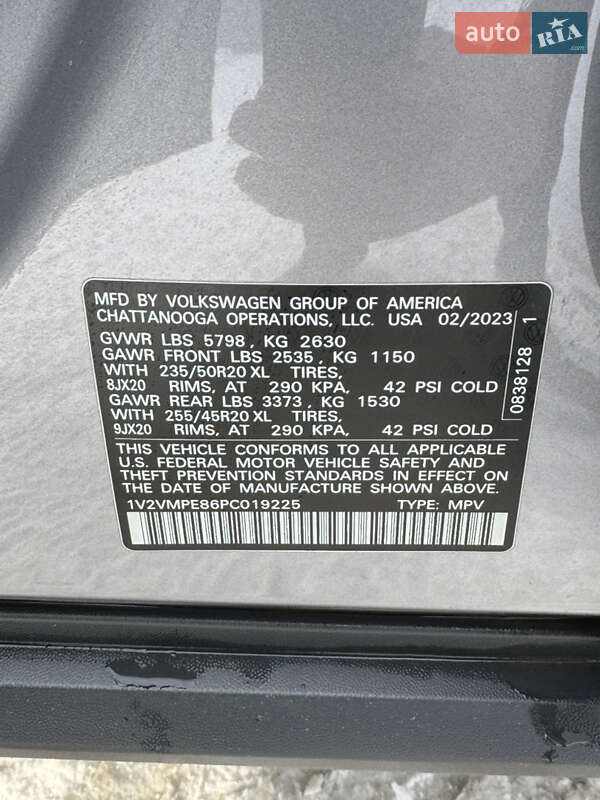 auto RIA.com
MFD BY VOLKSWAGEN GROUP OF AMERICA
CHATTANOOGA OPERATIONS, LLC. USA 02/2023
GVWR LBS 5798, KG 2630
GAWR FRONT LBS 2535, KG 1150
WITH 235/50R20 XL TIRES,
8JX20 RIMS, AT 290 KPA, 42 PSI COLD
GAWR REAR LBS 3373, KG 1530
WITH 255/45R20 XL TIRES,
9JX20 RIMS, AT 290 KPA, 42 PSI COLD
THIS VEHICLE CONFORMS TO ALL APPLICABLE
U.S. FEDERAL MOTOR VEHICLE SAFETY AND
THEFT PREVENTION STANDARDS IN EFFECT ON
THE DATE OF MANUFACTURE SHOWN ABOVE.
1V2VMPE86PC019225 TYPE: MPV
0838128 1